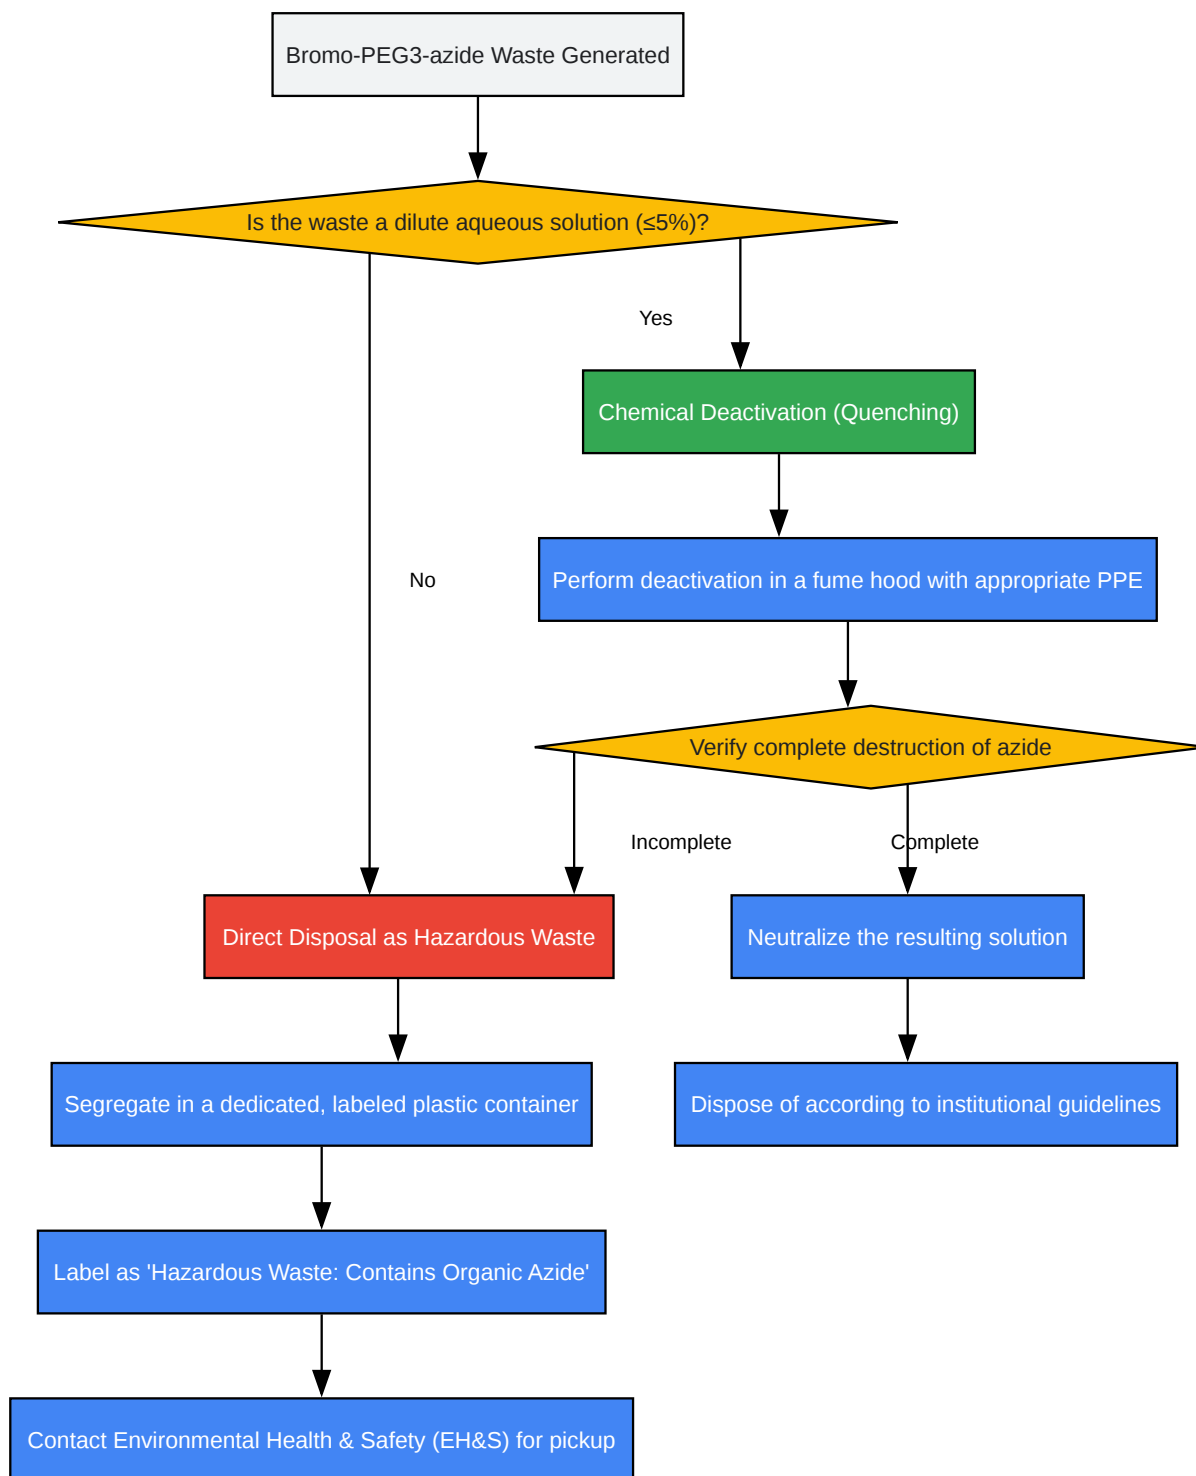 Bromo-PEG3-azide Waste Generated
Is the waste a dilute aqueous solution (≤5%)?
Yes
Chemical Deactivation (Quenching)
No
Perform deactivation in a fume hood with appropriate PPE
Verify complete destruction of azide
Incomplete
Complete
Direct Disposal as Hazardous Waste
Neutralize the resulting solution
Segregate in a dedicated, labeled plastic container
Dispose of according to institutional guidelines
Label as 'Hazardous Waste: Contains Organic Azide'
Contact Environmental Health & Safety (EH&S) for pickup